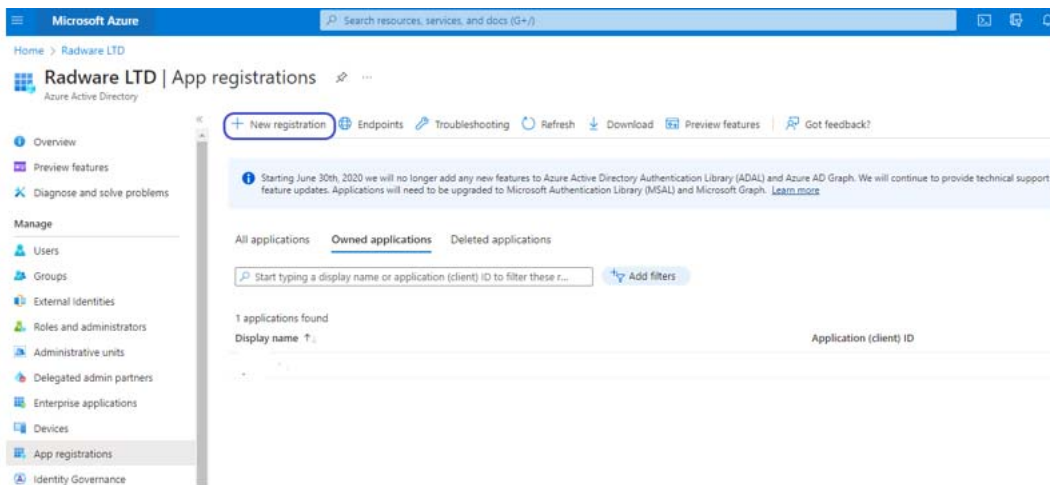 Microsoft Azure
Search resources, services, and docs (G+/)
Home > Radware LTD
Radware LTD | App registrations
Azure Active Directory
New registration Endpoints Troubleshooting Refresh Download Preview features Got feedback?
Overview
Preview features
Diagnose and solve problems
Manage
Users
Groups
External Identities
Roles and administrators
Administrative units
Delegated admin partners
Enterprise applications
Devices
App registrations
Identity Governance
Starting June 30th, 2020 we will no longer add any new features to Azure Active Directory Authentication Library (ADAL) and Azure AD Graph. We will continue to provide technical support
feature updates. Applications will need to be upgraded to Microsoft Authentication Library (MSAL) and Microsoft Graph. Learn more
All applications Owned applications Deleted applications
Start typing a display name or application (client) ID to filter these r...
Add filters
1 applications found
Display name Application (client) ID